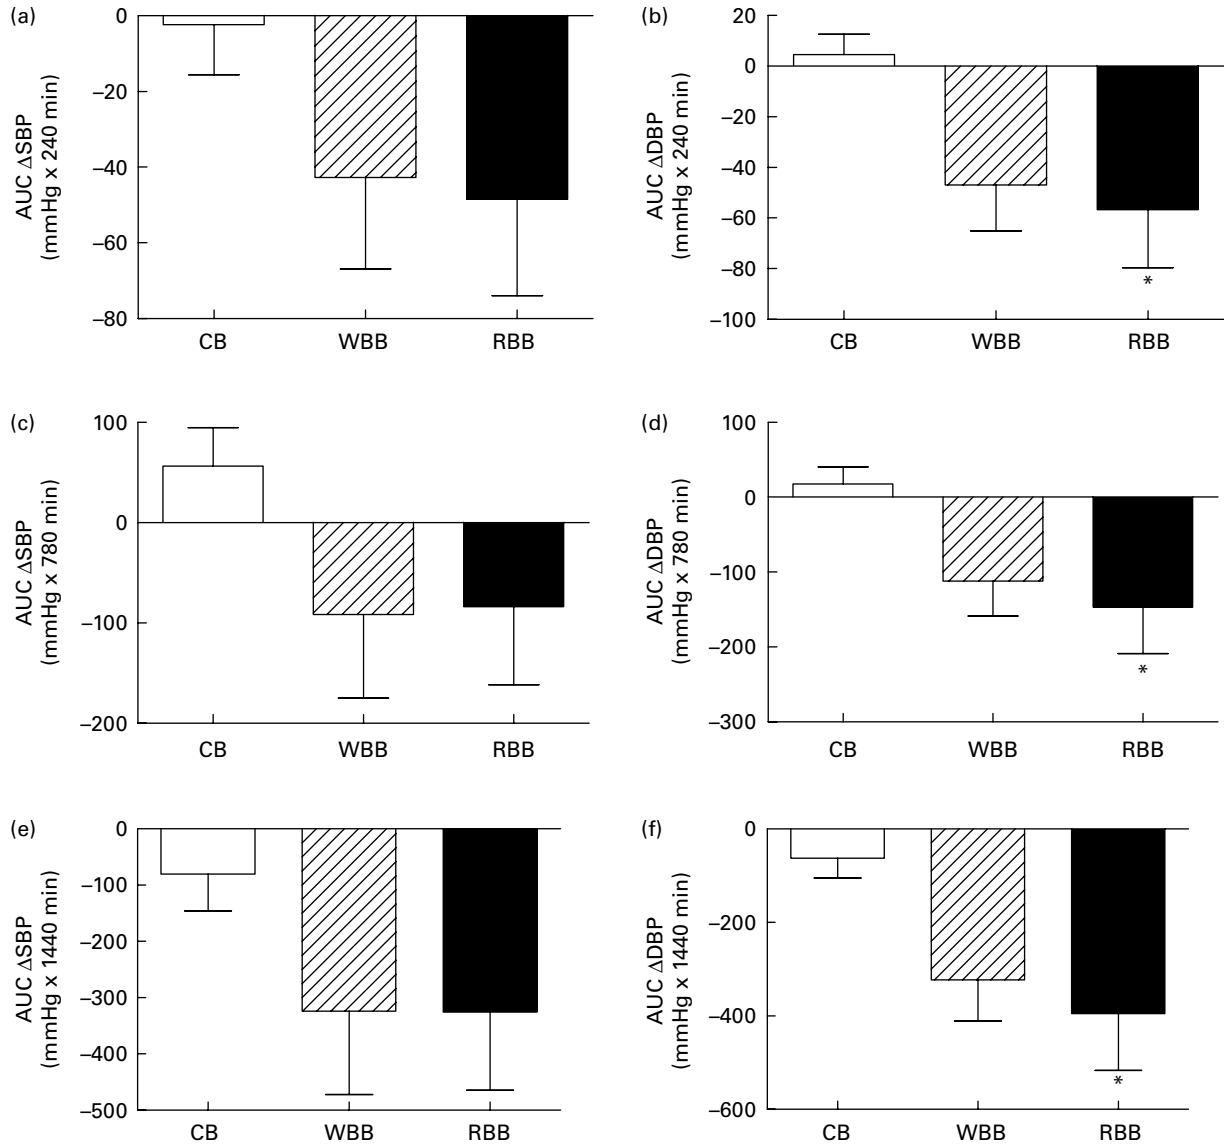 (a)
AUC ΔSBP
(mmHg x 240 min)
0
–20
–40
–60
–80
CB WBB RBB
(b)
AUC ΔDBP
(mmHg x 240 min)
20
0
–20
–40
–60
–80
–100
*
CB WBB RBB
(c)
AUC ΔSBP
(mmHg x 780 min)
100
0
–100
–200
CB WBB RBB
(d)
AUC ΔDBP
(mmHg x 780 min)
100
0
–100
–200
–300
*
CB WBB RBB
(e)
AUC ΔSBP
(mmHg x 1440 min)
0
–100
–200
–300
–400
–500
CB WBB RBB
(f)
AUC ΔDBP
(mmHg x 1440 min)
0
–200
–400
–600
*
CB WBB RBB